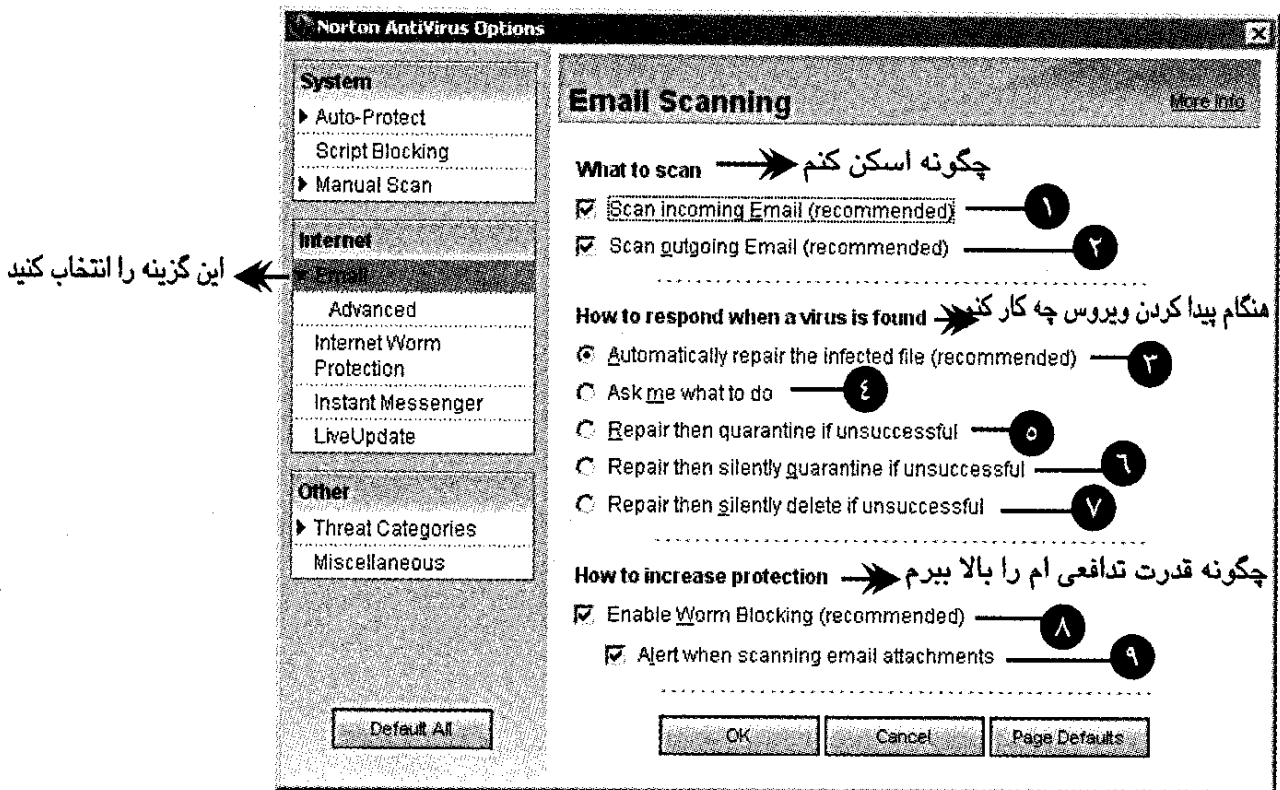 Norton AntiVirus Options
System
Auto-Protect
Script Blocking
Manual Scan
Internet
Email
Advanced
Internet Worm
Protection
Instant Messenger
LiveUpdate
Other
Threat Categories
Miscellaneous
Default All
این گزینه را انتخاب کنید
Email Scanning
More Info
What to scan چگونه اسکن کنم
Scan incoming Email (recommended) ١
Scan outgoing Email (recommended) ٢
How to respond when a virus is found هنگام پیدا کردن ویروس چه کار کنم
Automatically repair the infected file (recommended) ٣
Ask me what to do ٤
Repair then quarantine if unsuccessful ٥
Repair then silently quarantine if unsuccessful ٦
Repair then silently delete if unsuccessful ٧
How to increase protection چگونه قدرت تدافعی ام را بالا ببرم
Enable Worm Blocking (recommended) ٨
Alert when scanning email attachments ٩
OK
Cancel
Page Defaults